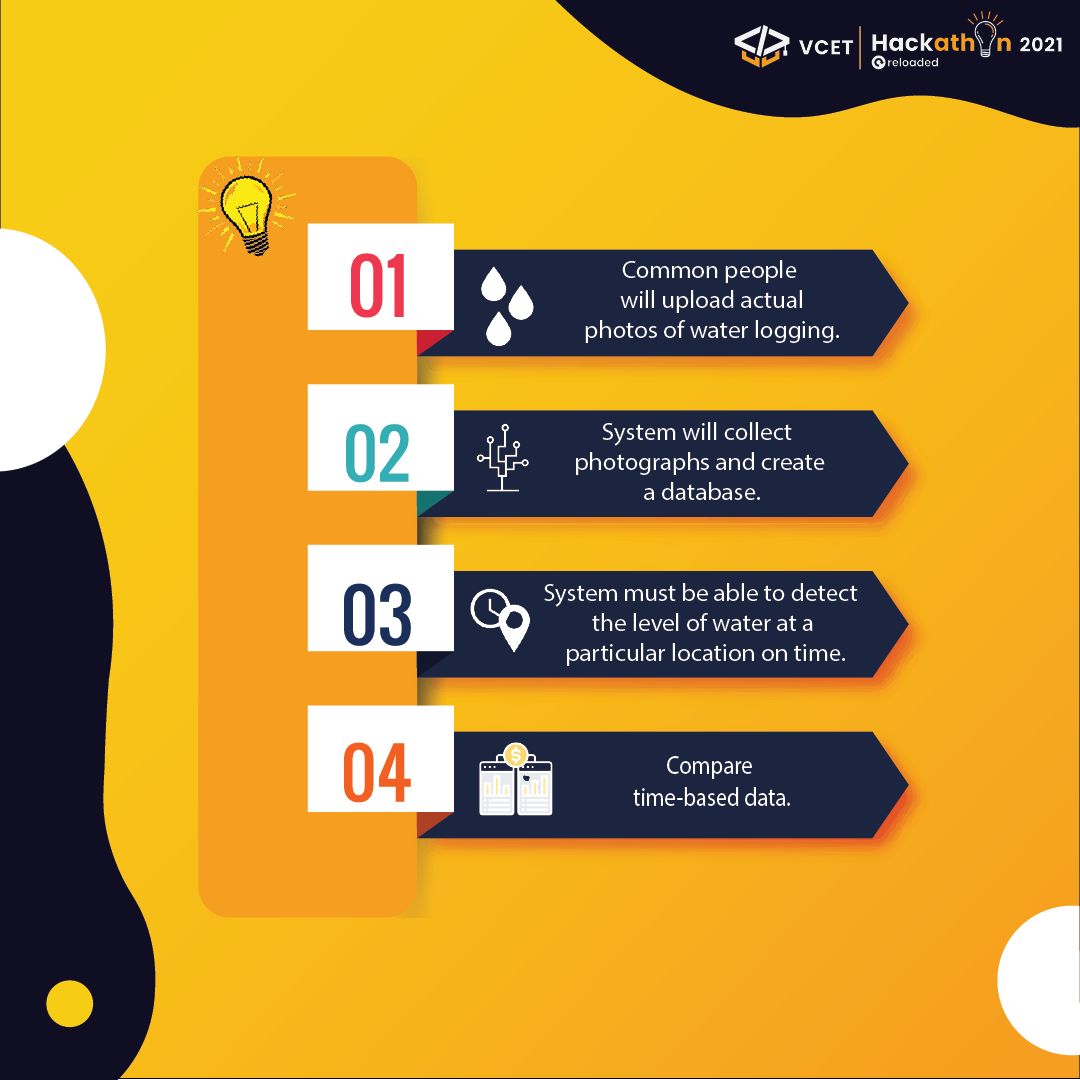 VCET
Hackathon 2021
reloaded
01
Common people
will upload actual
photos of water logging.
02
System will collect
photographs and create
a database.
03
System must be able to detect
the level of water at a
particular location on time.
04
$
Compare
time-based data.